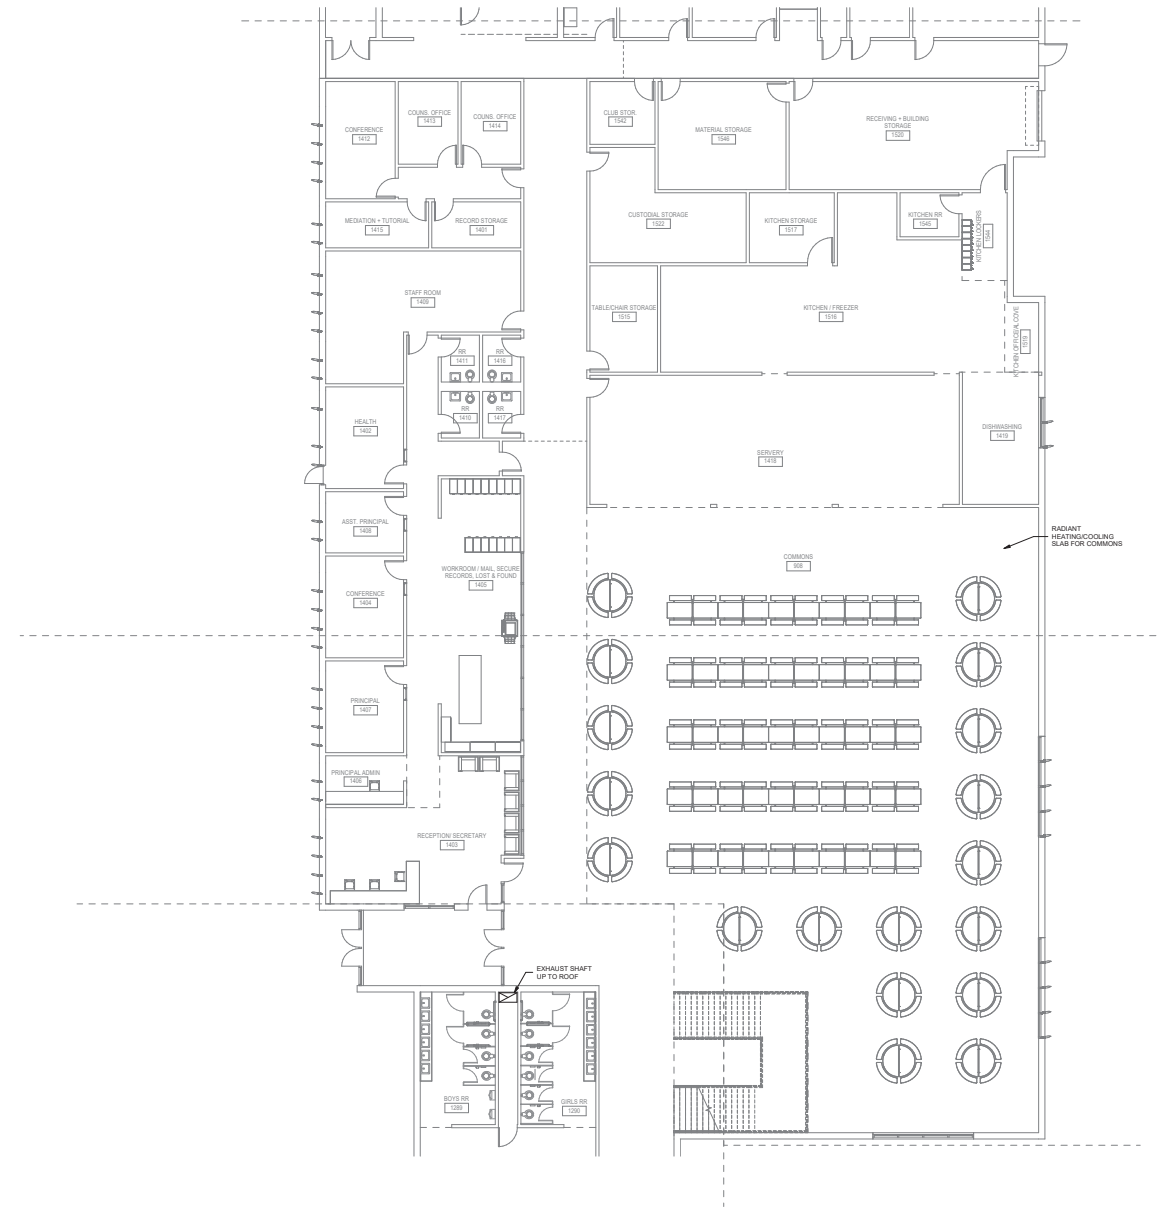 COUNS. OFFICE
1413
COUNS. OFFICE
1414
CONFERENCE
1412
CLUB STOR.
1542
MATERIAL STORAGE
1546
RECEIVING + BUILDING
STORAGE
1520
MEDIATION + TUTORIAL
1415
RECORD STORAGE
1401
CUSTODIAL STORAGE
1522
KITCHEN STORAGE
1517
KITCHEN RR
1545
KITCHEN LOCKERS
1544
STAFF ROOM
1409
TABLE/CHAIR STORAGE
1515
KITCHEN / FREEZER
1516
KITCHEN OFFICE/ALCOVE
1519
RR
1411
RR
1416
RR
1410
RR
1417
HEALTH
1402
SERVERY
1418
DISHWASHING
1419
ASST. PRINCIPAL
1408
RADIANT
HEATING/COOLING
SLAB FOR COMMONS
COMMONS
908
WORKROOM / MAIL, SECURE
RECORDS, LOST & FOUND
1405
CONFERENCE
1404
PRINCIPAL
1407
PRINCIPAL ADMIN
1406
RECEPTION/ SECRETARY
1403
EXHAUST SHAFT
UP TO ROOF
BOYS RR
1289
GIRLS RR
1290